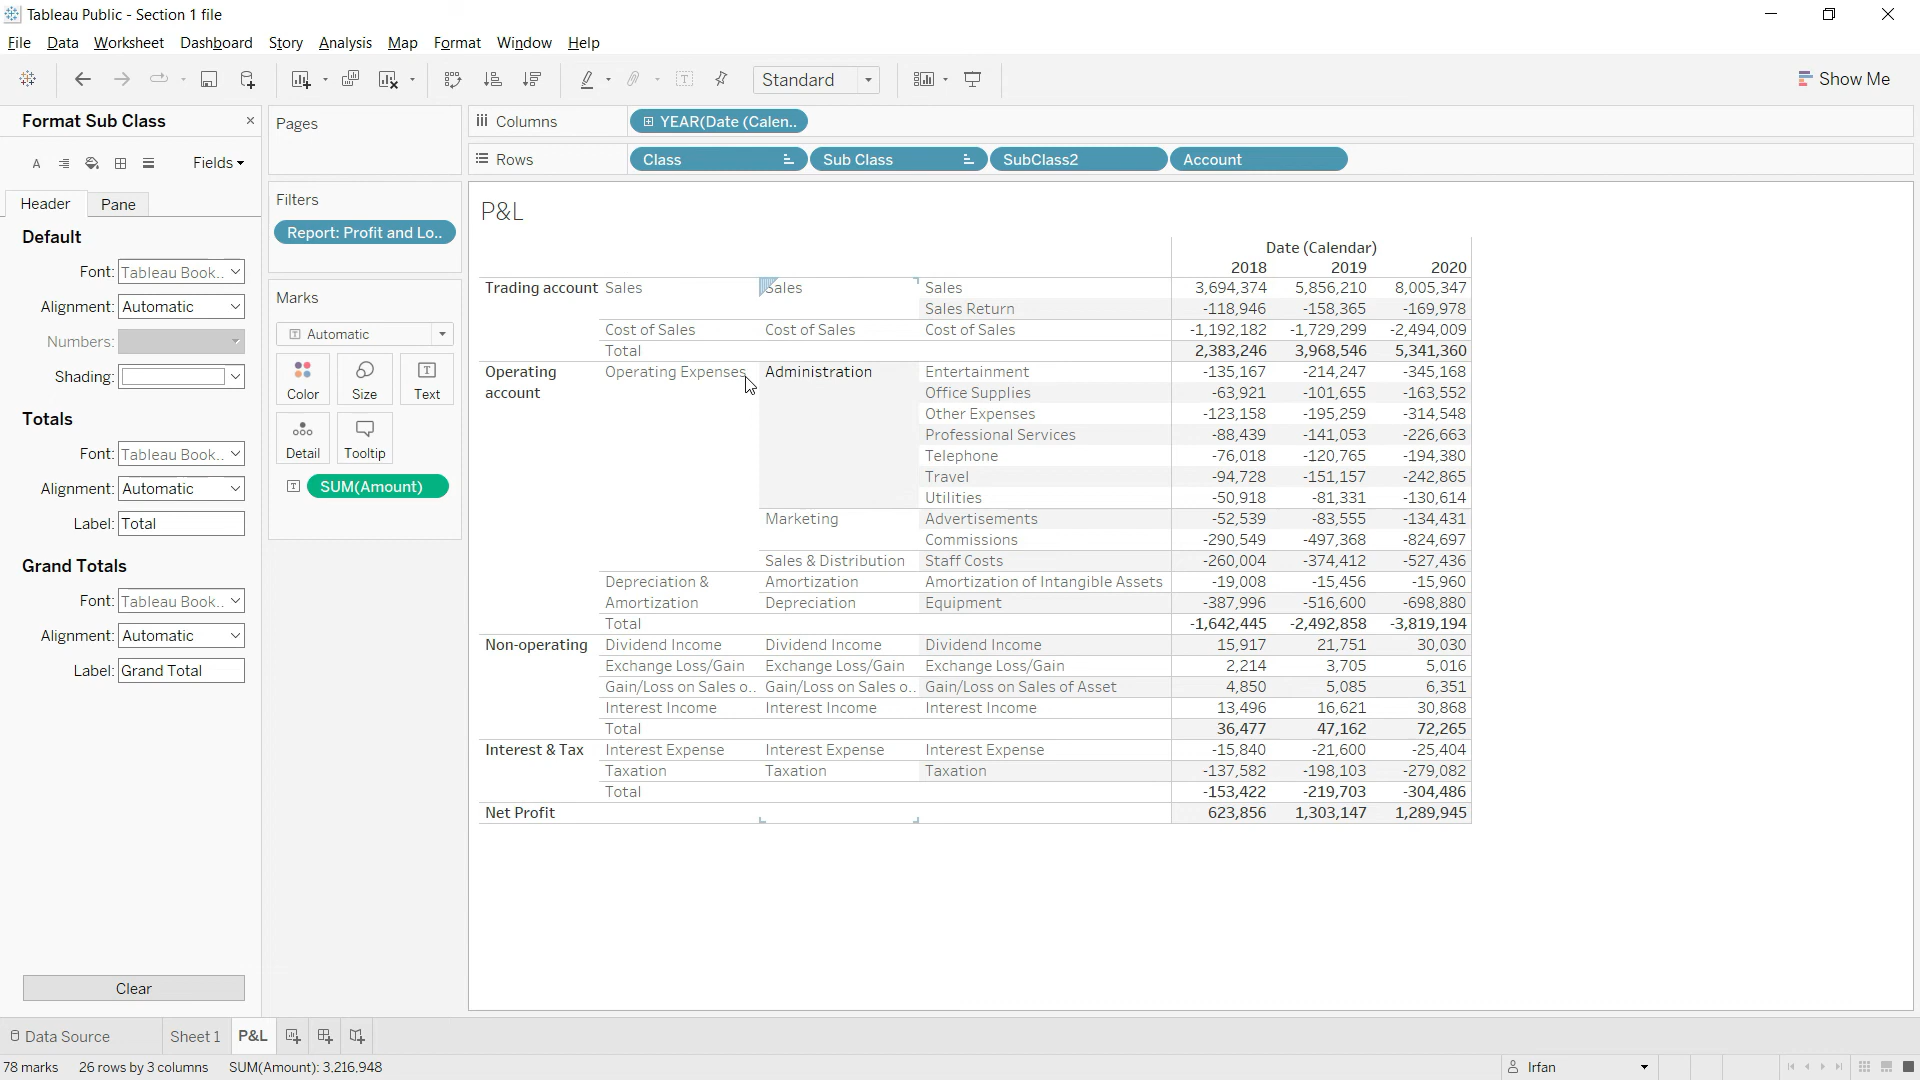 Tableau Public - Section 1 file
File Data Worksheet Dashboard Story Analysis Map Format Window Help
Standard
Show Me
Format Sub Class
Fields
Header Pane
Default
Font: Tableau Book..
Alignment: Automatic
Numbers:
Shading:
Totals
Font: Tableau Book..
Alignment: Automatic
Label: Total
Grand Totals
Font: Tableau Book..
Alignment: Automatic
Label: Grand Total
Clear
Pages
Filters
Report: Profit and Lo..
Marks
Automatic
Color Size Text
Detail Tooltip
SUM(Amount)
Columns YEAR(Date (Calen..
Rows Class Sub Class SubClass2 Account
P&L
Date (Calendar)
2018 2019 2020
Trading account Sales Sales Sales 3,694,374 5,856,210 8,005,347
Sales Return -118,946 -158,365 -169,978
Cost of Sales Cost of Sales Cost of Sales -1,192,182 -1,729,299 -2,494,009
Total 2,383,246 3,968,546 5,341,360
Operating Operating Expenses Administration Entertainment -135,167 -214,247 -345,168
account Office Supplies -63,921 -101,655 -163,552
Other Expenses -123,158 -195,259 -314,548
Professional Services -88,439 -141,053 -226,663
Telephone -76,018 -120,765 -194,380
Travel -94,728 -151,157 -242,865
Utilities -50,918 -81,331 -130,614
Marketing Advertisements -52,539 -83,555 -134,431
Commissions -290,549 -497,368 -824,697
Sales & Distribution Staff Costs -260,004 -374,412 -527,436
Depreciation & Amortization Amortization of Intangible Assets -19,008 -15,456 -15,960
Amortization Depreciation Equipment -387,996 -516,600 -698,880
Total -1,642,445 -2,492,858 -3,819,194
Non-operating Dividend Income Dividend Income Dividend Income 15,917 21,751 30,030
Exchange Loss/Gain Exchange Loss/Gain Exchange Loss/Gain 2,214 3,705 5,016
Gain/Loss on Sales o.. Gain/Loss on Sales o.. Gain/Loss on Sales of Asset 4,850 5,085 6,351
Interest Income Interest Income Interest Income 13,496 16,621 30,868
Total 36,477 47,162 72,265
Interest & Tax Interest Expense Interest Expense Interest Expense -15,840 -21,600 -25,404
Taxation Taxation Taxation -137,582 -198,103 -279,082
Total -153,422 -219,703 -304,486
Net Profit 623,856 1,303,147 1,289,945
Data Source Sheet 1 P&L
78 marks 26 rows by 3 columns SUM(Amount): 3,216,948
Irfan